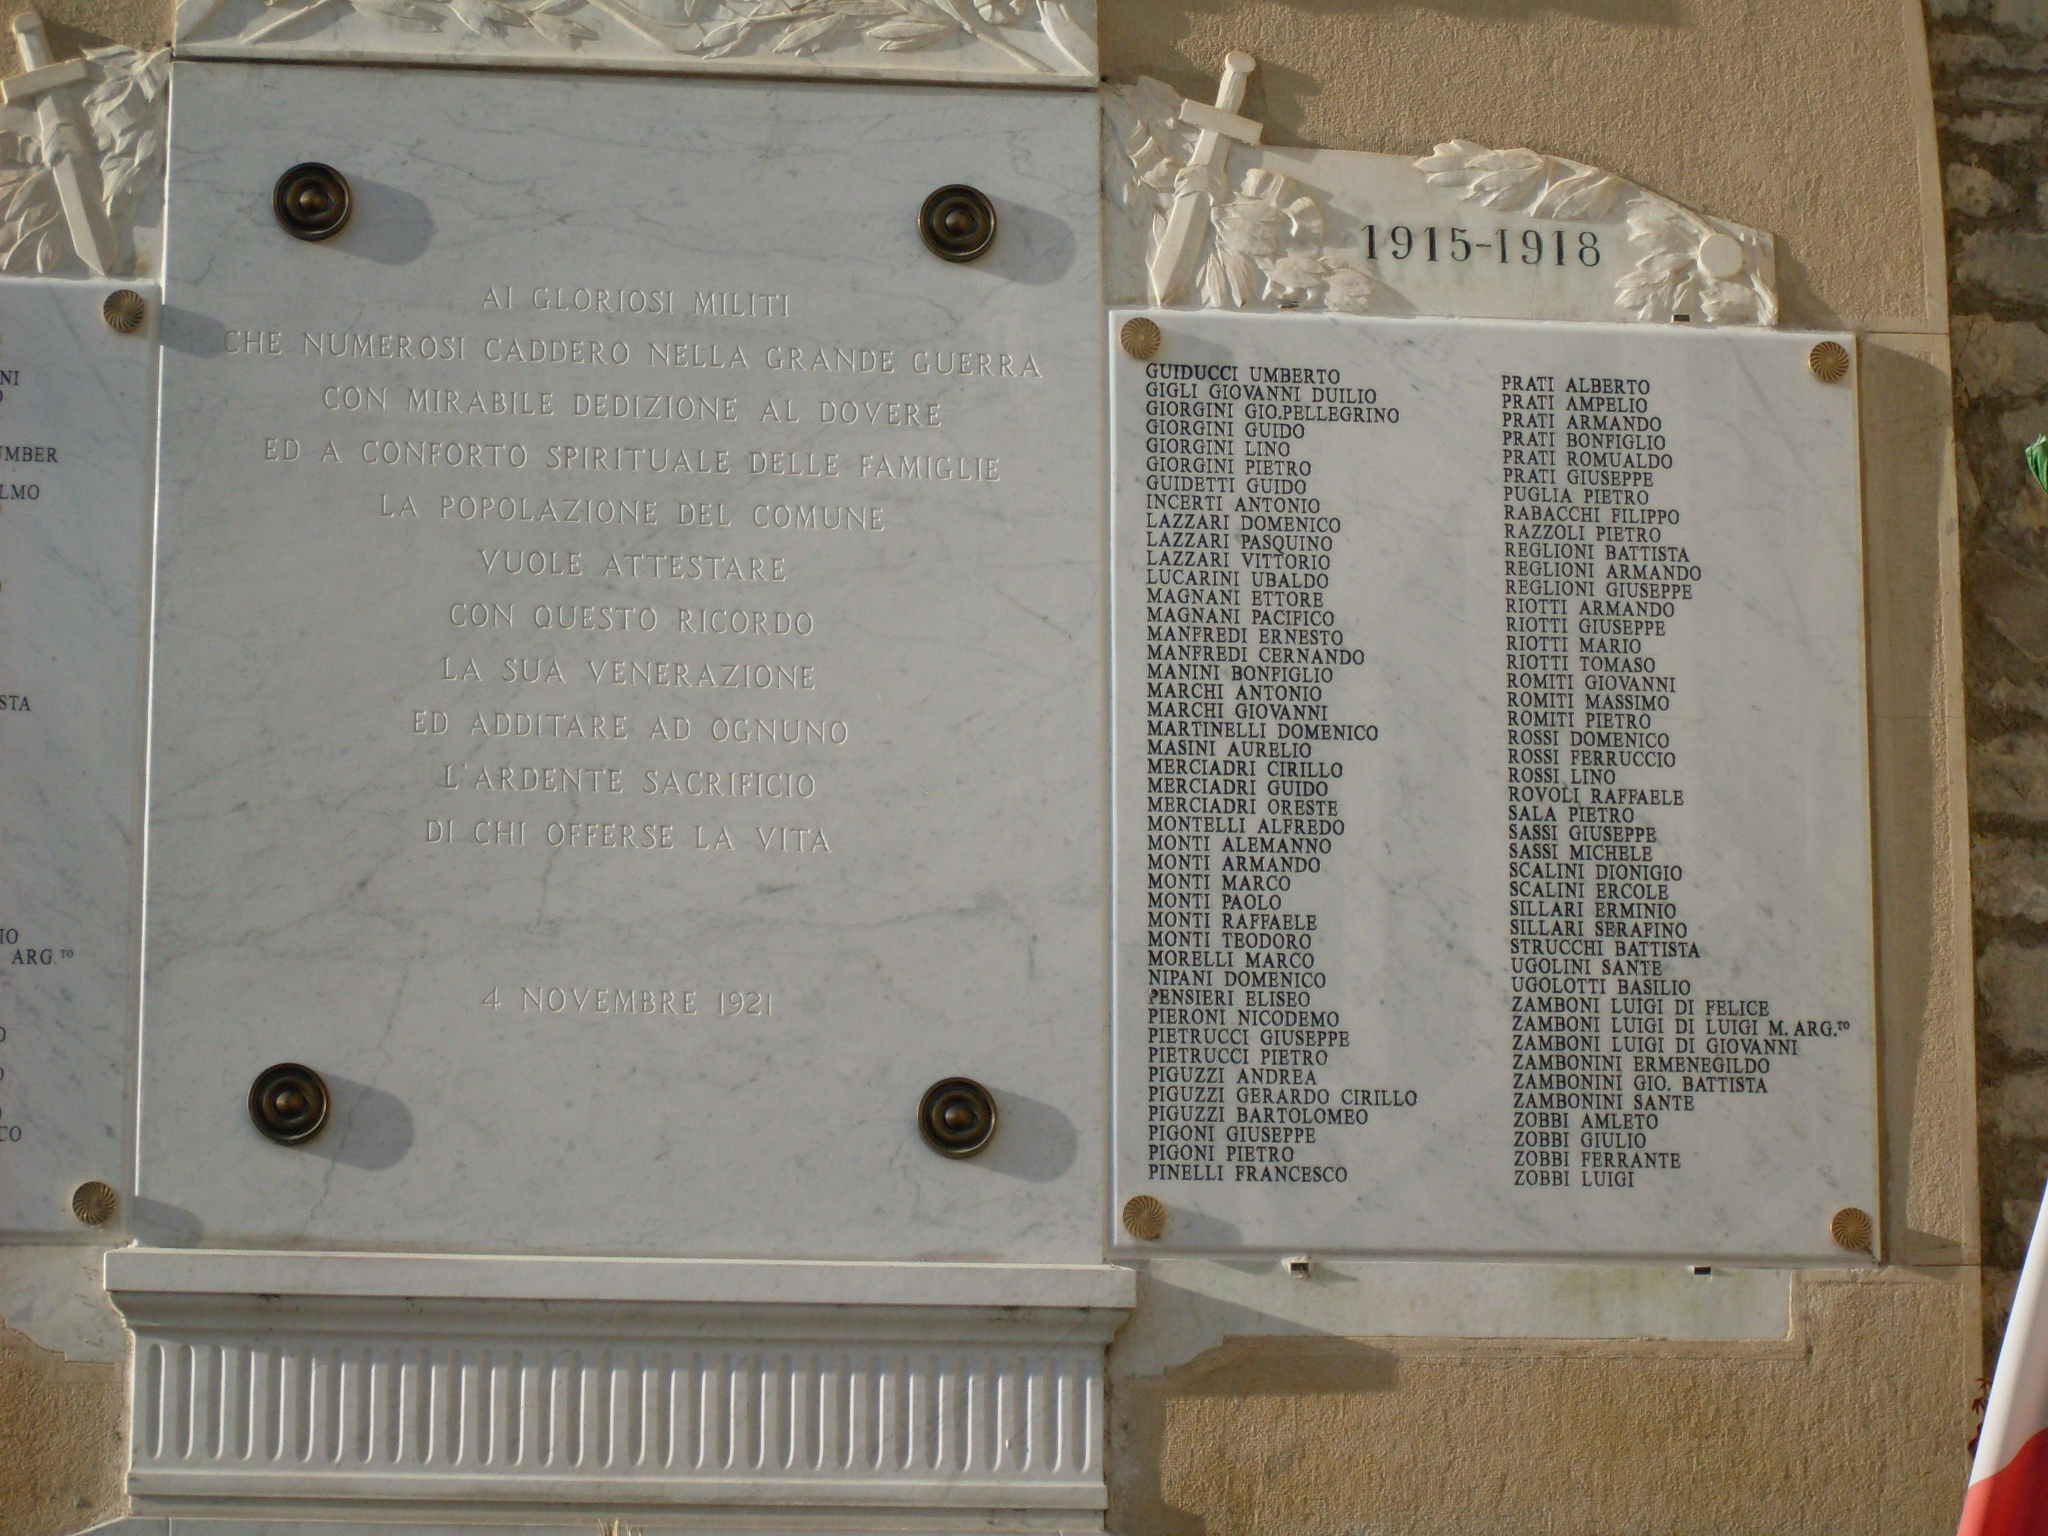 NI
UMBER
LMO
STA
IO
ARG.TO
CO
AI GLORIOSI MILITI
CHE NUMEROSI CADDERO NELLA GRANDE GUERRA
CON MIRABILE DEDIZIONE AL DOVERE
ED A CONFORTO SPIRITUALE DELLE FAMIGLIE
LA POPOLAZIONE DEL COMUNE
VUOLE ATTESTARE
CON QUESTO RICORDO
LA SUA VENERAZIONE
ED ADDITARE AD OGNUNO
L'ARDENTE SACRIFICIO
DI CHI OFFERSE LA VITA
4 NOVEMBRE 1921
1915-1918
GUIDUCCI UMBERTO
GIGLI GIOVANNI DUILIO
GIORGINI GIO.PELLEGRINO
GIORGINI GUIDO
GIORGINI LINO
GIORGINI PIETRO
GUIDETTI GUIDO
INCERTI ANTONIO
LAZZARI DOMENICO
LAZZARI PASQUINO
LAZZARI VITTORIO
LUCARINI UBALDO
MAGNANI ETTORE
MAGNANI PACIFICO
MANFREDI ERNESTO
MANFREDI CERNANDO
MANINI BONFIGLIO
MARCHI ANTONIO
MARCHI GIOVANNI
MARTINELLI DOMENICO
MASINI AURELIO
MERCIADRI CIRILLO
MERCIADRI GUIDO
MERCIADRI ORESTE
MONTELLI ALFREDO
MONTI ALEMANNO
MONTI ARMANDO
MONTI MARCO
MONTI PAOLO
MONTI RAFFAELE
MONTI TEODORO
MORELLI MARCO
NIPANI DOMENICO
PENSIERI ELISEO
PIERONI NICODEMO
PIETRUCCI GIUSEPPE
PIETRUCCI PIETRO
PIGUZZI ANDREA
PIGUZZI GERARDO CIRILLO
PIGUZZI BARTOLOMEO
PIGONI GIUSEPPE
PIGONI PIETRO
PINELLI FRANCESCO
PRATI ALBERTO
PRATI AMPELIO
PRATI ARMANDO
PRATI BONFIGLIO
PRATI ROMUALDO
PRATI GIUSEPPE
PUGLIA PIETRO
RABACCHI FILIPPO
RAZZOLI PIETRO
REGLIONI BATTISTA
REGLIONI ARMANDO
REGLIONI GIUSEPPE
RIOTTI ARMANDO
RIOTTI GIUSEPPE
RIOTTI MARIO
RIOTTI TOMASO
ROMITI GIOVANNI
ROMITI MASSIMO
ROMITI PIETRO
ROSSI DOMENICO
ROSSI FERRUCCIO
ROSSI LINO
ROVOLI RAFFAELE
SALA PIETRO
SASSI GIUSEPPE
SASSI MICHELE
SCALINI DIONIGIO
SCALINI ERCOLE
SILLARI ERMINIO
SILLARI SERAFINO
STRUCCHI BATTISTA
UGOLINI SANTE
UGOLOTTI BASILIO
ZAMBONI LUIGI DI FELICE
ZAMBONI LUIGI DI LUIGI M. ARG.TO
ZAMBONI LUIGI DI GIOVANNI
ZAMBONINI ERMENEGILDO
ZAMBONINI GIO. BATTISTA
ZAMBONINI SANTE
ZOBBI AMLETO
ZOBBI GIULIO
ZOBBI FERRANTE
ZOBBI LUIGI